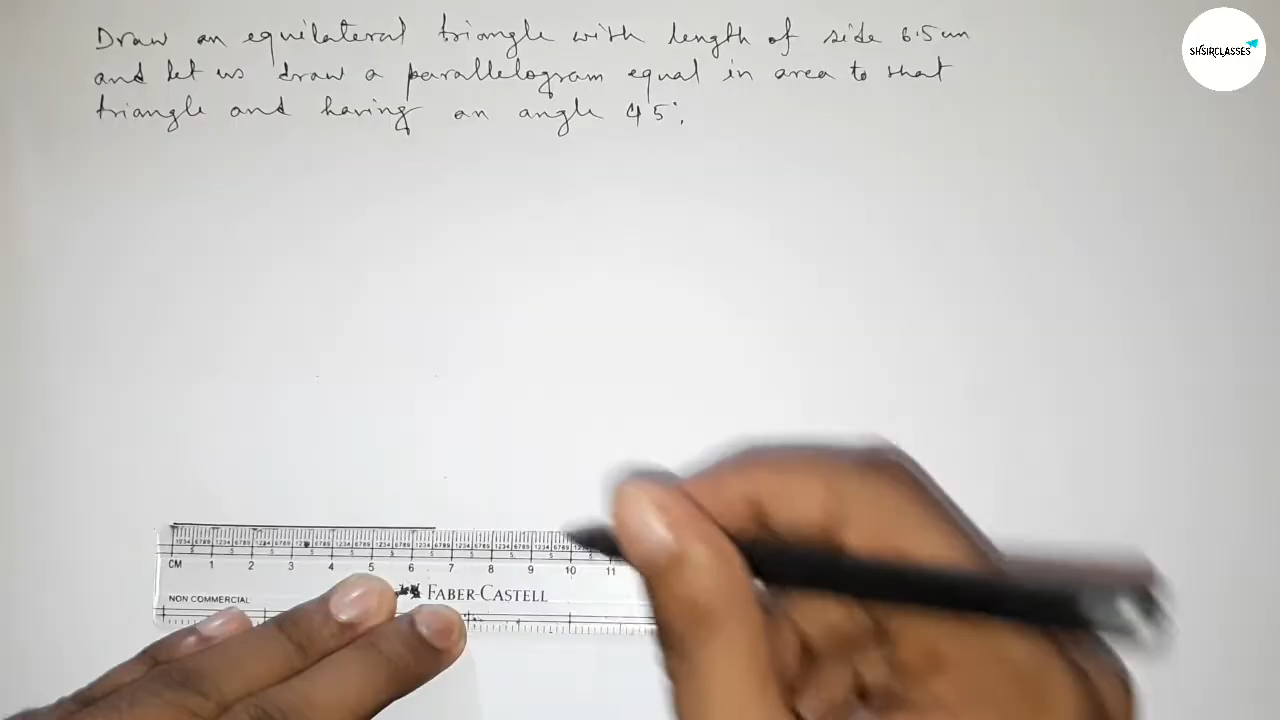 Draw an equilateral triangle with length of side 6.5 cm
and let us draw a parallelogram equal in area to that
triangle and having an angle 45°.
SHSIRCLASSES
CM 1 2 3 4 5 6 7 8 9 10 11
FABER-CASTELL
NON COMMERCIAL